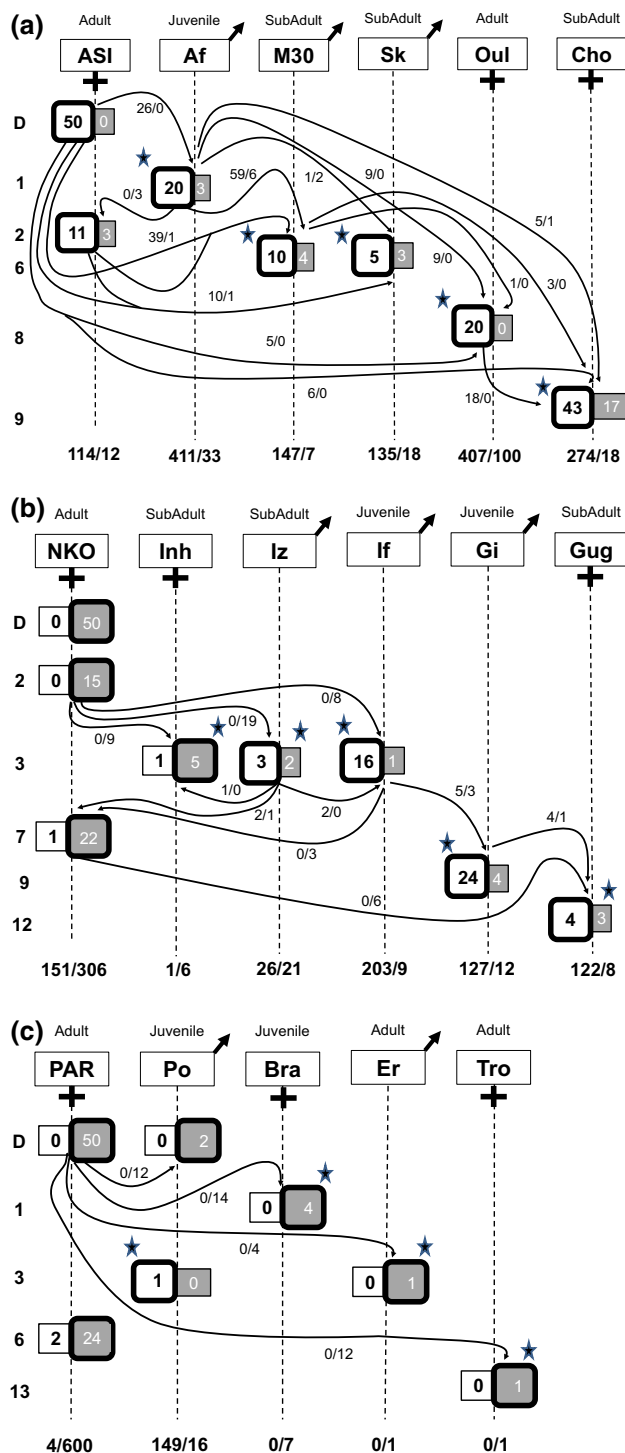 (a)
Adult Juvenile SubAdult SubAdult Adult SubAdult
ASI Af M30 Sk Oul Cho
D 50 0 26/0
1 20 3 59/6 1/2 9/0 5/1
0/3
2 11 3 39/1 10 4 5 3 9/0 1/0 3/0
6
10/1
20 0
8 5/0
6/0 18/0
9 43 17
114/12 411/33 147/7 135/18 407/100 274/18
(b)
Adult SubAdult SubAdult Juvenile Juvenile SubAdult
NKO Inh Iz If Gi Gug
D 0 50
2 0 15
0/8
0/9 0/19
3 1 5 3 2 16 1
1/0 2/1 2/0 5/3
7 1 22 0/3 4/1
9 24 4
0/6
12 4 3
151/306 1/6 26/21 203/9 127/12 122/8
(c)
Adult Juvenile Juvenile Adult Adult
PAR Po Bra Er Tro
D 0 50 0 2
0/12
0/14
1 0 4
0/4
3 1 0 0 1
6 2 24
0/12
13 0 1
4/600 149/16 0/7 0/1 0/1